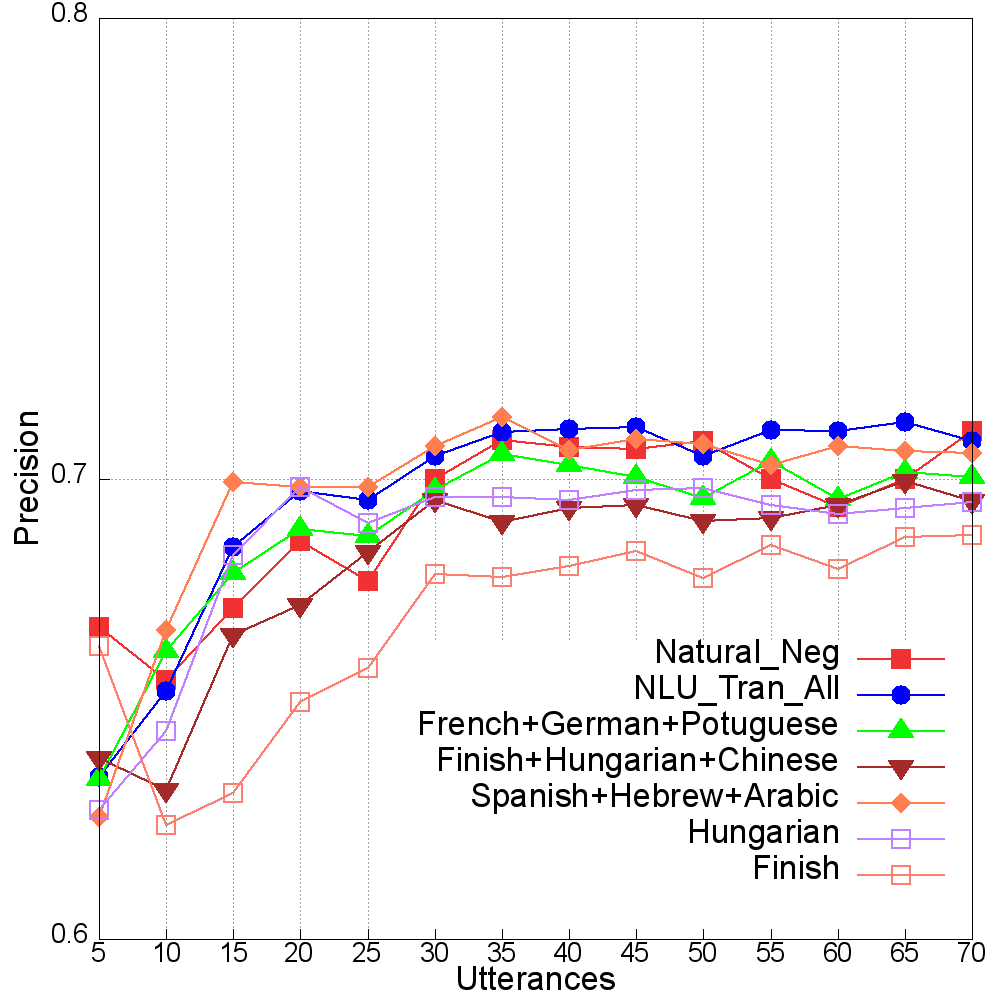 0.8
Precision
0.7
Natural_Neg
NLU_Tran_All
French+German+Potuguese
Finish+Hungarian+Chinese
Spanish+Hebrew+Arabic
Hungarian
Finish
0.6
5 10 15 20 25 30 35 40 45 50 55 60 65 70
Utterances